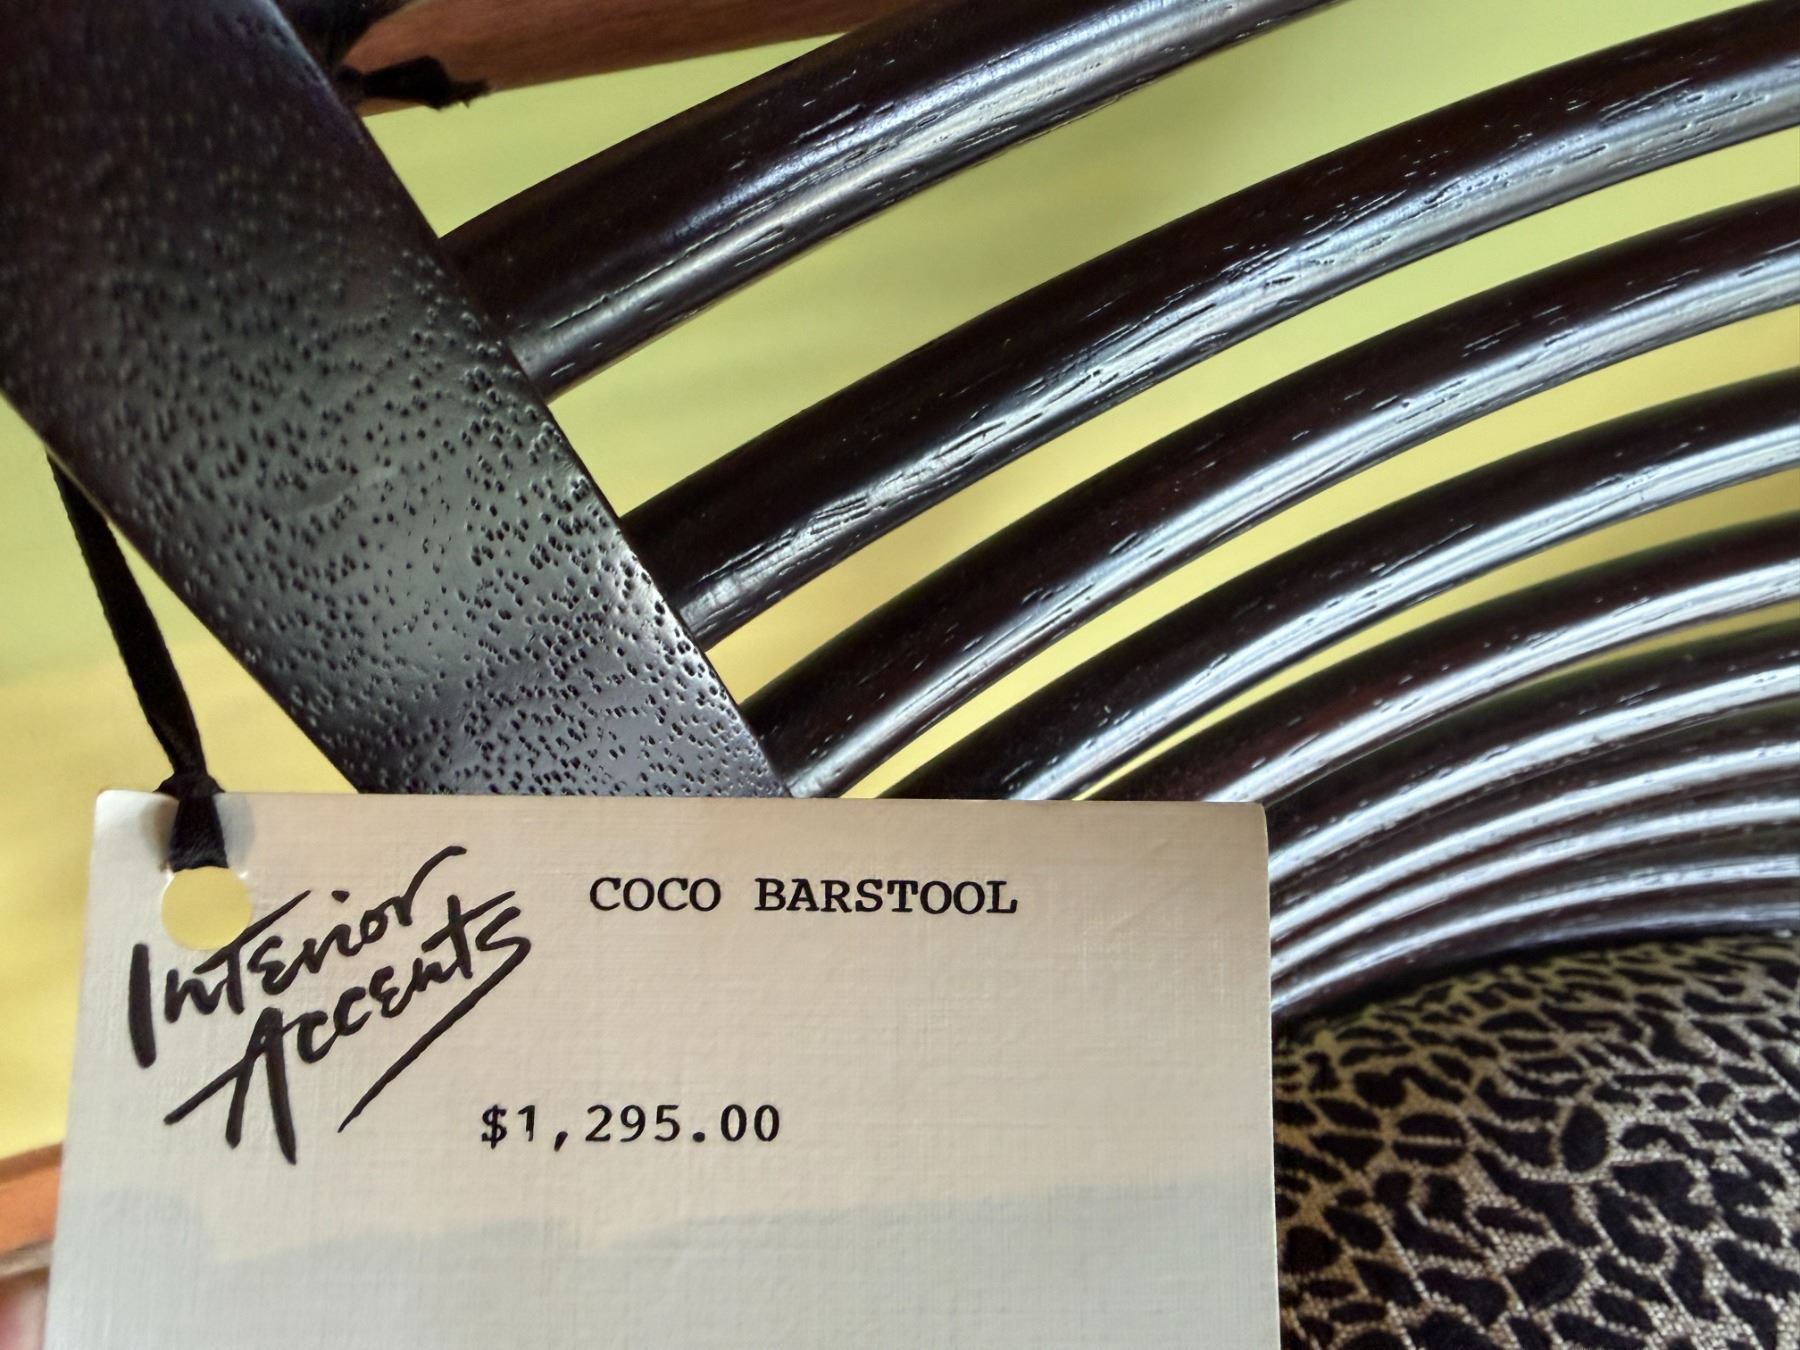 Interior
Accents
COCO BARSTOOL
$1,295.00